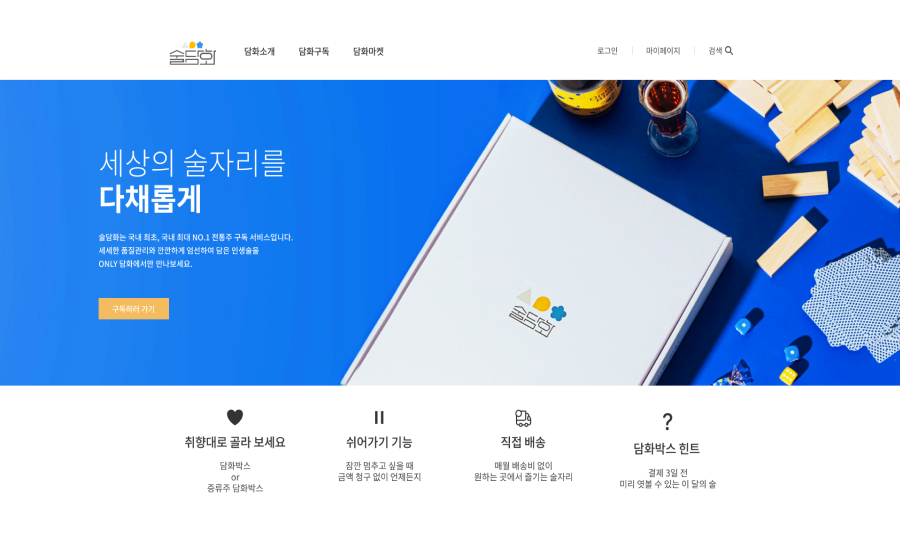 술담화
담화소개 담화구독 담화마켓 로그인 마이페이지 검색
세상의 술자리를
다채롭게
술담화는 국내 최초, 국내 최대 NO.1 전통주 구독 서비스입니다.
세세한 품질관리와 깐깐하게 엄선하여 담은 인생술을
ONLY 담화에서만 만나보세요.
구독하러 가기
술담화
취향대로 골라 보세요
담화박스
or
증류주 담화박스
쉬어가기 기능
잠깐 멈추고 싶을 때
금액 청구 없이 언제든지
직접 배송
매월 배송비 없이
원하는 곳에서 즐기는 술자리
담화박스 힌트
결제 3일 전
미리 엿볼 수 있는 이 달의 술